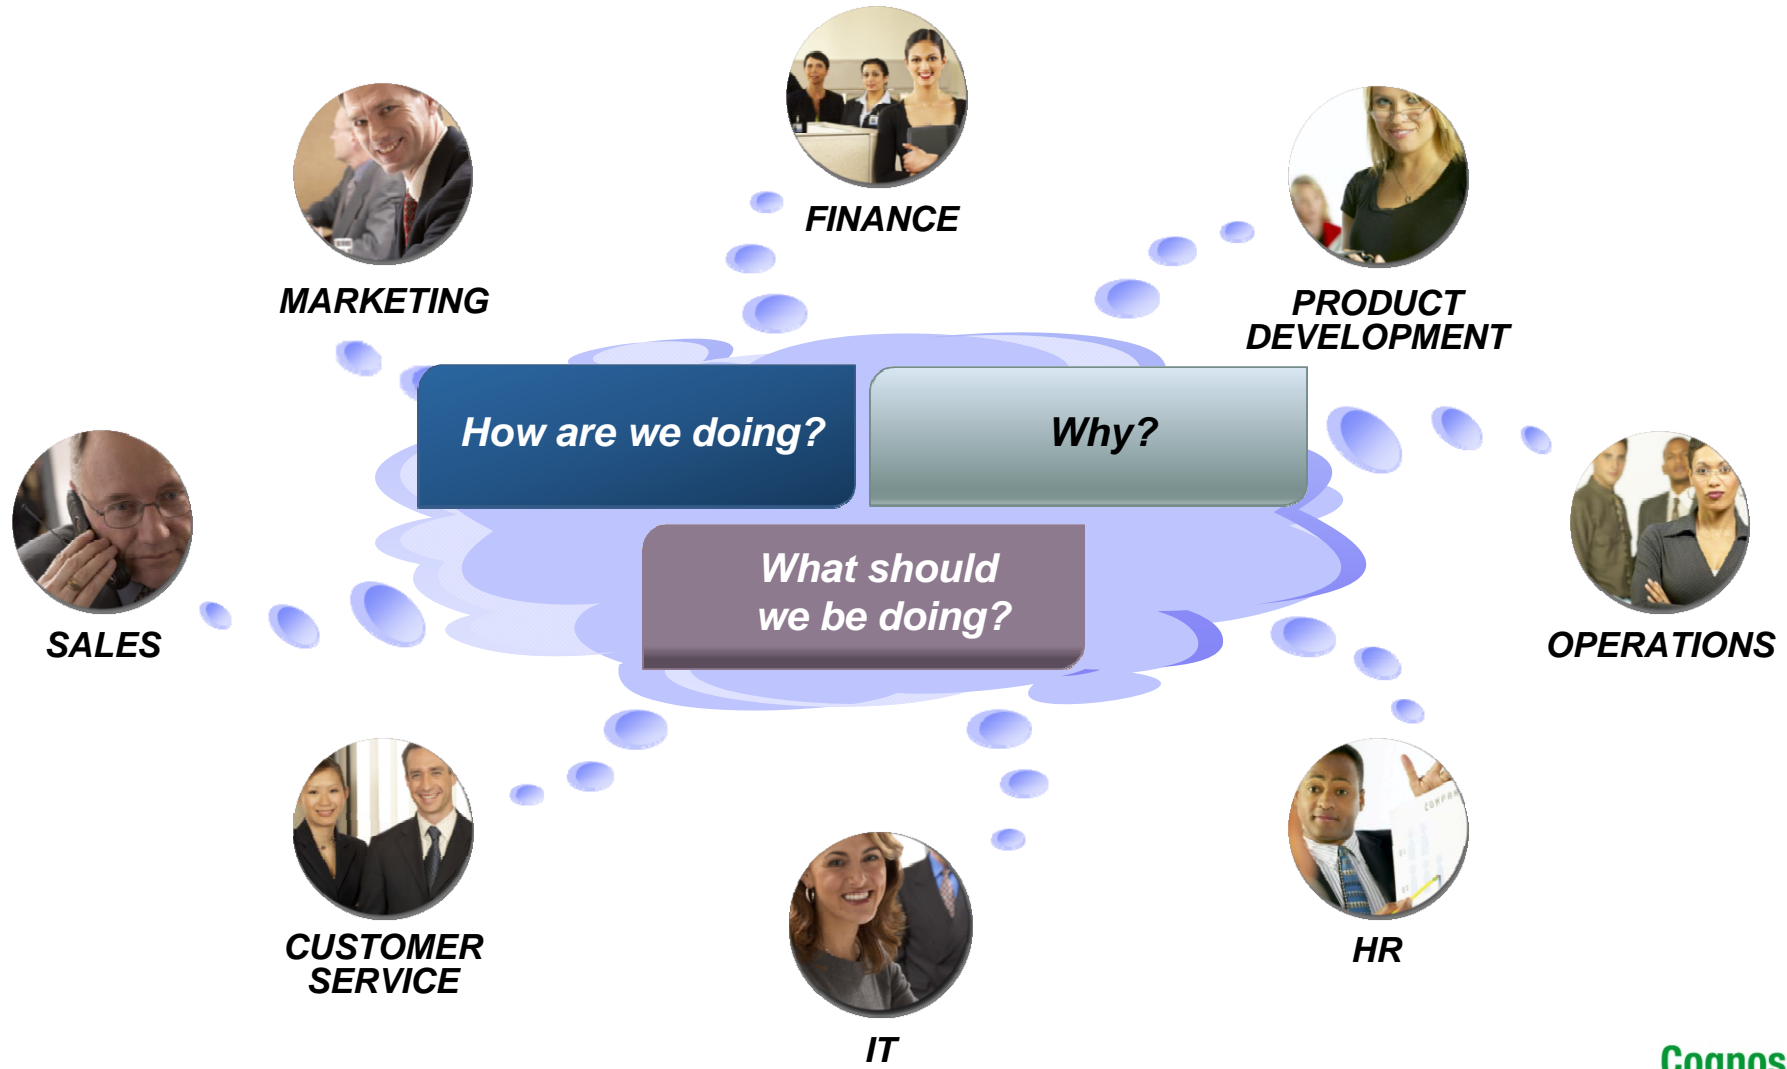 FINANCE
MARKETING
PRODUCT
DEVELOPMENT
How are we doing?
Why?
What should
we be doing?
SALES
OPERATIONS
CUSTOMER
SERVICE
HR
IT
Cognos